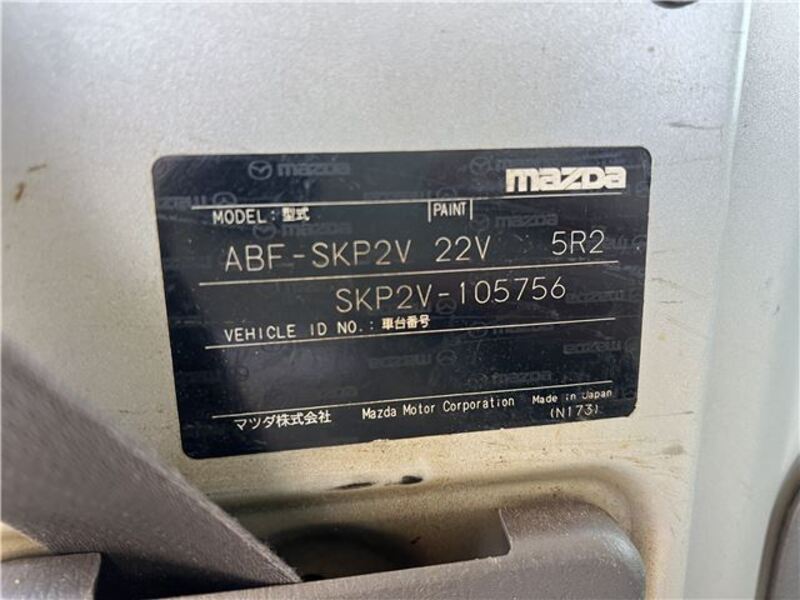 mazDa
MODEL: 型式 PAINT
ABF-SKP2V 22V 5R2
SKP2V-105756
VEHICLE ID NO.: 車台番号
マツダ株式会社 Mazda Motor Corporation Made in Japan
(N173)